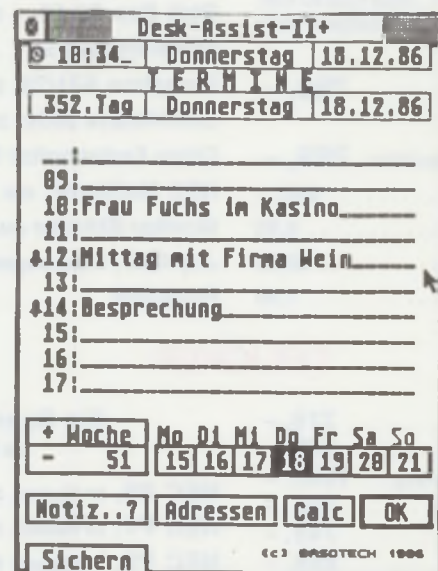 Desk-Assist-II+
10:34_ Donnerstag 18.12.86
TERMINE
352.Tag Donnerstag 18.12.86
__:
09:
10:Frau Fuchs im Kasino
11:
12:Mittag mit Firma Wein
13:
14:Besprechung
15:
16:
17:
+ Woche Mo Di Mi Do Fr Sa So
- 51 15 16 17 18 19 20 21
Notiz..? Adressen Calc OK
Sichern (c) BASOTECH 1986